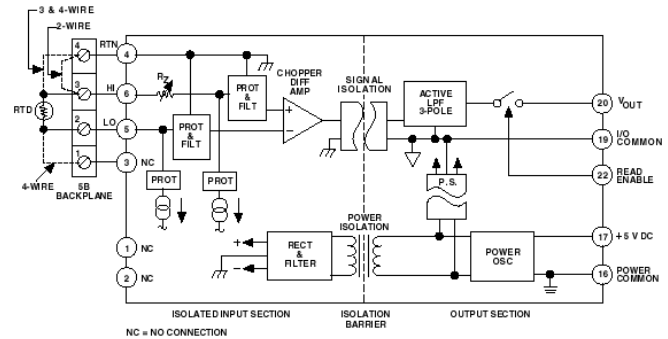 3 & 4-WIRE
2-WIRE
RTN
4
4
HI
6
3
RTD
LO
5
2
NC
3
1
4-WIRE
5B
BACKPLANE
RZ
PROT
&
FILT
PROT
&
FILT
CHOPPER
DIFF
AMP
+
−
SIGNAL
ISOLATION
ACTIVE
LPF
3-POLE
20
VOUT
19
I/O
COMMON
22
READ
ENABLE
PROT
PROT
P.S.
1
NC
2
NC
+
−
RECT
&
FILTER
POWER
ISOLATION
POWER
OSC
17
+5 V DC
16
POWER
COMMON
ISOLATED INPUT SECTION
ISOLATION
BARRIER
OUTPUT SECTION
NC = NO CONNECTION